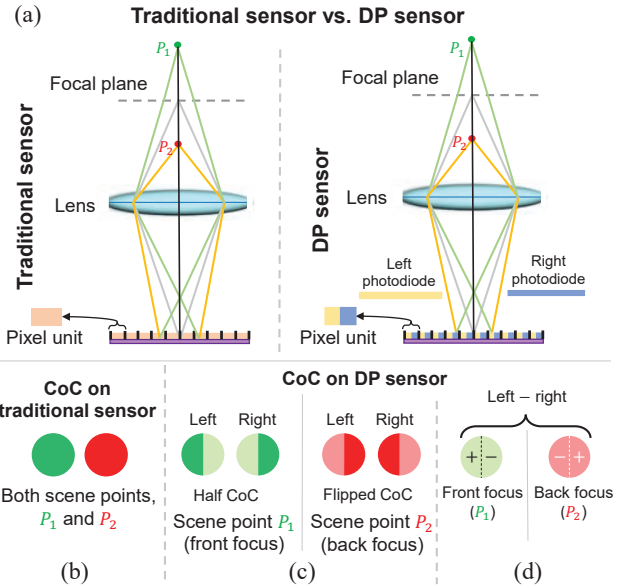 (a)
Traditional sensor vs. DP sensor
Traditional sensor
P₁
Focal plane
P₂
Lens
Pixel unit
DP sensor
P₁
Focal plane
P₂
Lens
Left photodiode
Right photodiode
Pixel unit
CoC on
traditional sensor
Both scene points,
P₁ and P₂
(b)
CoC on DP sensor
Left Right
Half CoC
Scene point P₁
(front focus)
Left Right
Flipped CoC
Scene point P₂
(back focus)
(c)
Left − right
+ −
Front focus
(P₁)
− +
Back focus
(P₂)
(d)